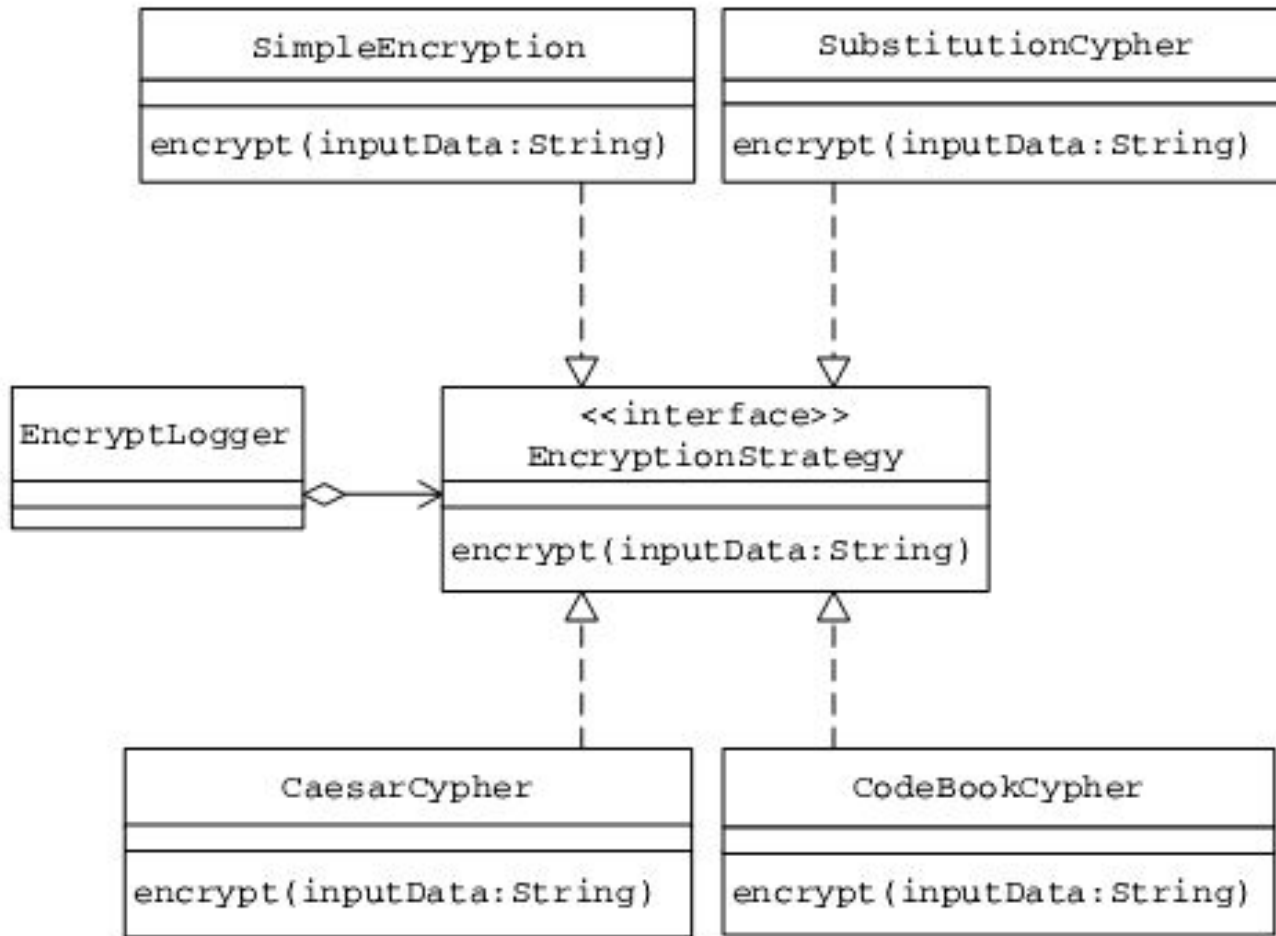 SimpleEncryption
encrypt(inputData:String)
SubstitutionCypher
encrypt(inputData:String)
EncryptLogger
<<interface>>
EncryptionStrategy
encrypt(inputData:String)
CaesarCypher
encrypt(inputData:String)
CodeBookCypher
encrypt(inputData:String)